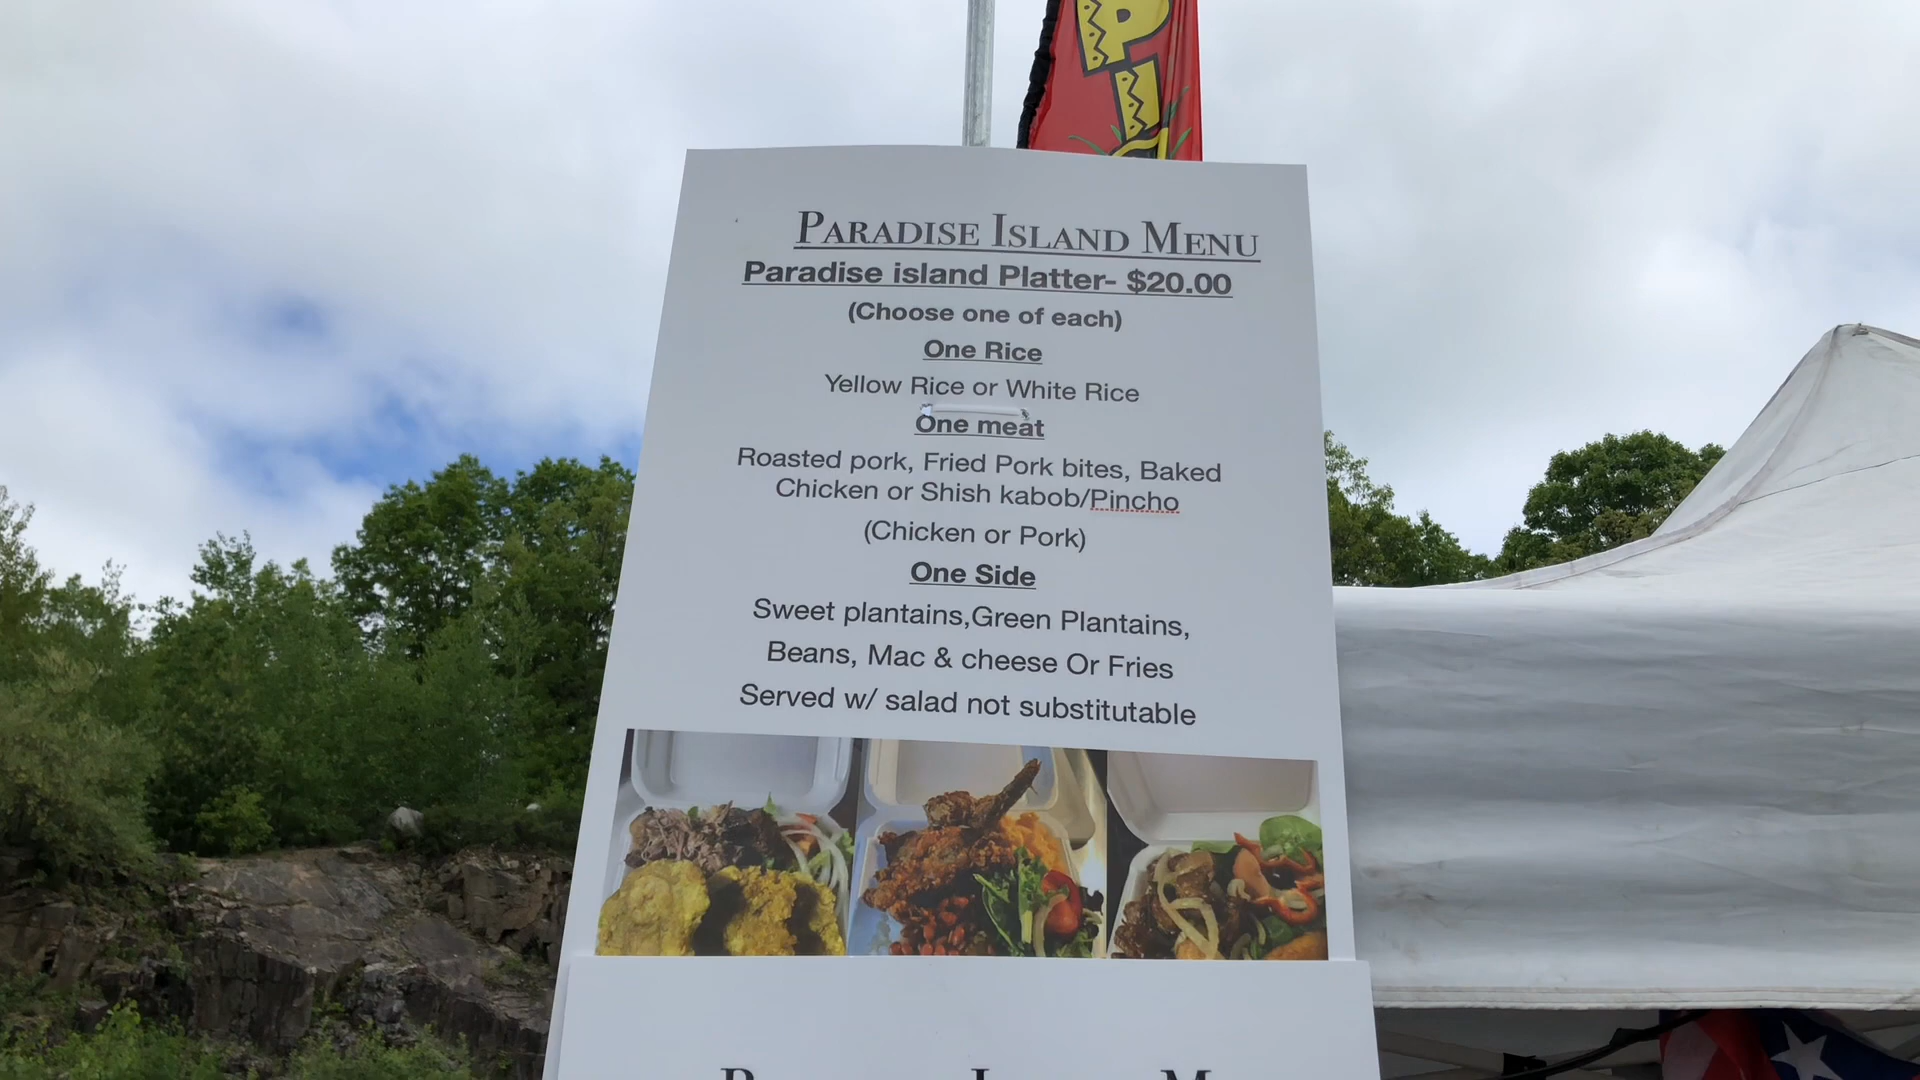 PI
PARADISE ISLAND MENU
Paradise island Platter- $20.00
(Choose one of each)
One Rice
Yellow Rice or White Rice
One meat
Roasted pork, Fried Pork bites, Baked
Chicken or Shish kabob/Pincho
(Chicken or Pork)
One Side
Sweet plantains,Green Plantains,
Beans, Mac & cheese Or Fries
Served w/ salad not substitutable